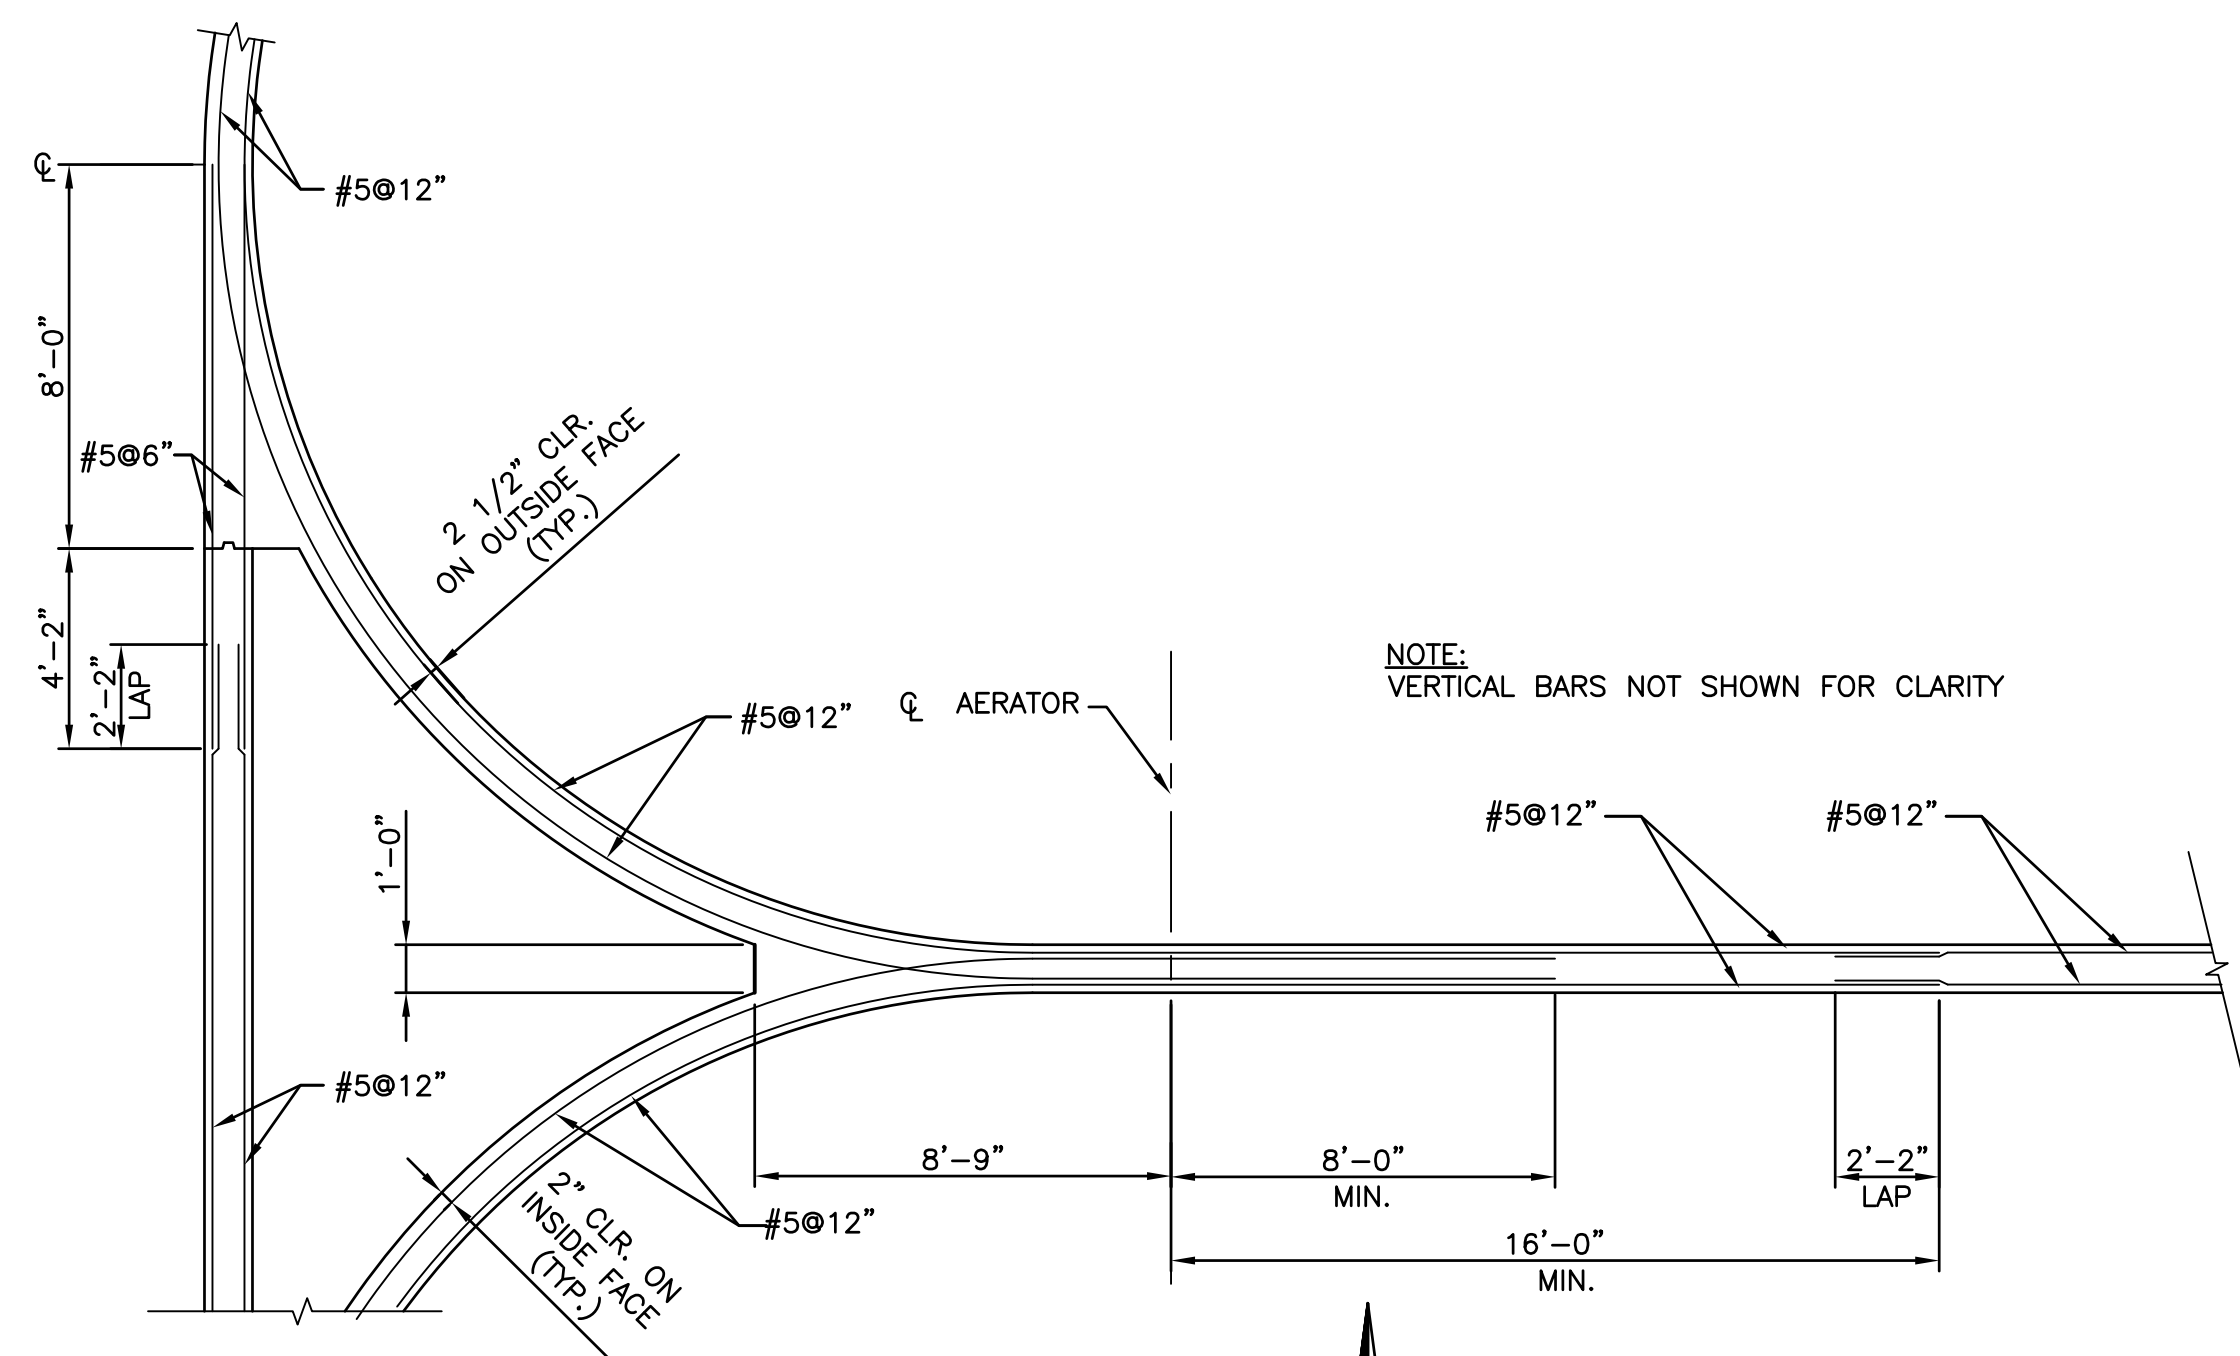 ℄
#5@12”
8’-0”
#5@6”
2 1/2” CLR.
ON OUTSIDE FACE
(TYP.)
4’-2”
2’-2”
LAP
#5@12”
℄ AERATOR
NOTE:
VERTICAL BARS NOT SHOWN FOR CLARITY
#5@12”
#5@12”
1’-0”
#5@12”
8’-9”
8’-0”
MIN.
2’-2”
LAP
2” CLR. ON
INSIDE FACE
(TYP.)
#5@12”
16’-0”
MIN.